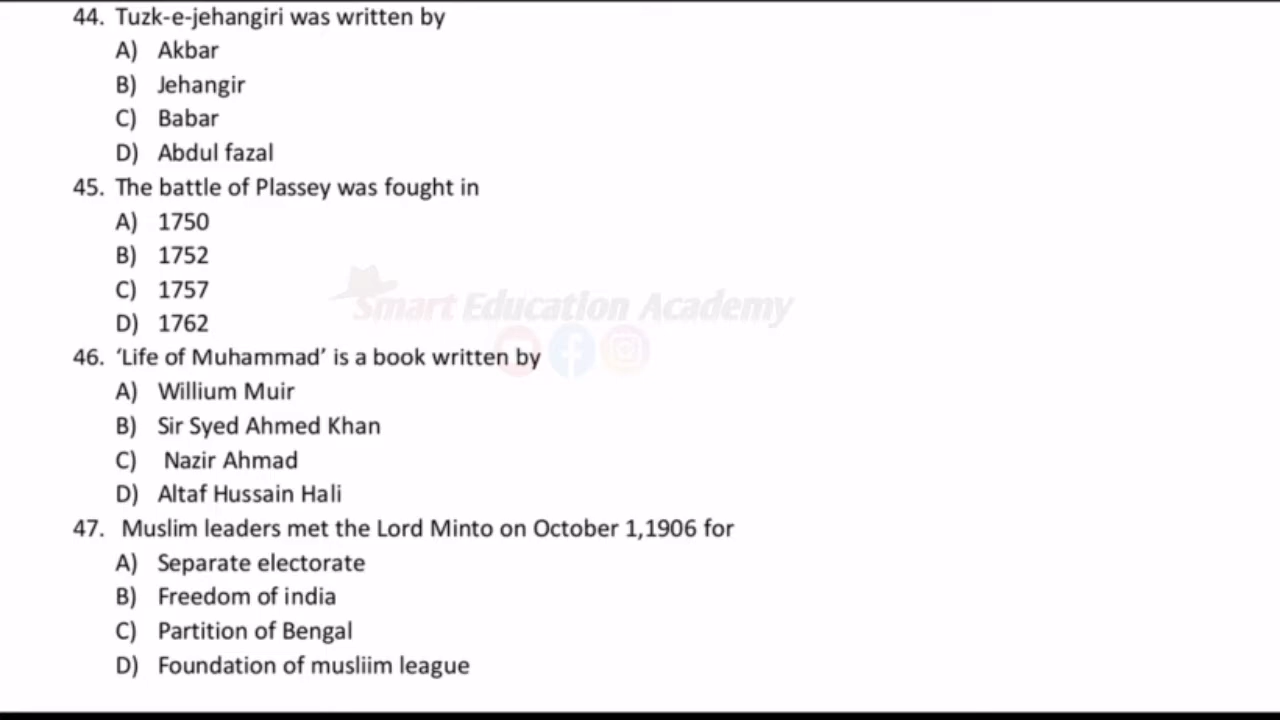 44. Tuzk-e-jehangiri was written by
A) Akbar
B) Jehangir
C) Babar
D) Abdul fazal
45. The battle of Plassey was fought in
A) 1750
B) 1752
C) 1757
D) 1762
Smart Education Academy
46. ‘Life of Muhammad’ is a book written by
A) Willium Muir
B) Sir Syed Ahmed Khan
C) Nazir Ahmad
D) Altaf Hussain Hali
47. Muslim leaders met the Lord Minto on October 1,1906 for
A) Separate electorate
B) Freedom of india
C) Partition of Bengal
D) Foundation of musliim league